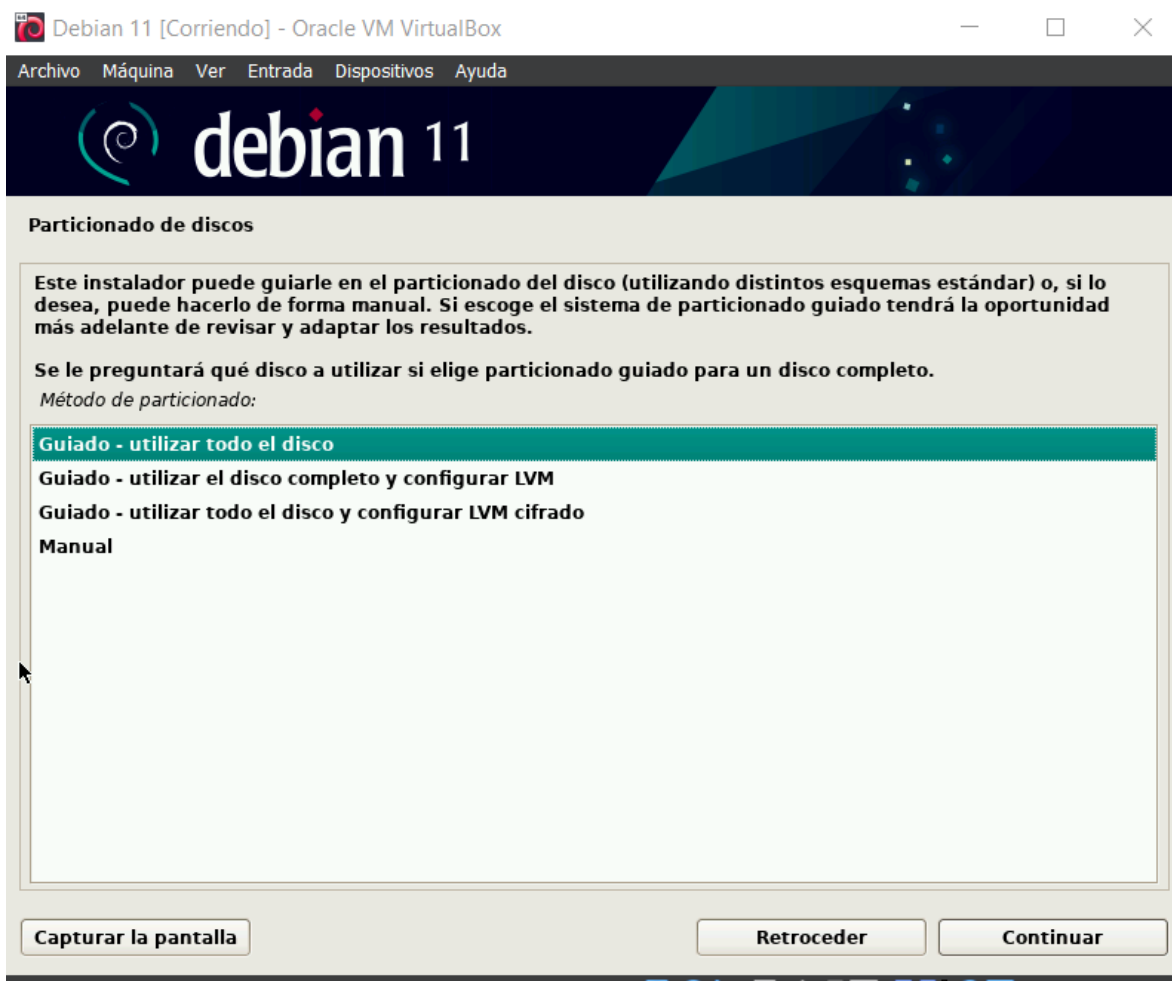 Debian 11 [Corriendo] - Oracle VM VirtualBox
Archivo Máquina Ver Entrada Dispositivos Ayuda
debian 11
Particionado de discos
Este instalador puede guiarle en el particionado del disco (utilizando distintos esquemas estándar) o, si lo
desea, puede hacerlo de forma manual. Si escoge el sistema de particionado guiado tendrá la oportunidad
más adelante de revisar y adaptar los resultados.
Se le preguntará qué disco a utilizar si elige particionado guiado para un disco completo.
Método de particionado:
Guiado - utilizar todo el disco
Guiado - utilizar el disco completo y configurar LVM
Guiado - utilizar todo el disco y configurar LVM cifrado
Manual
Capturar la pantalla Retroceder Continuar